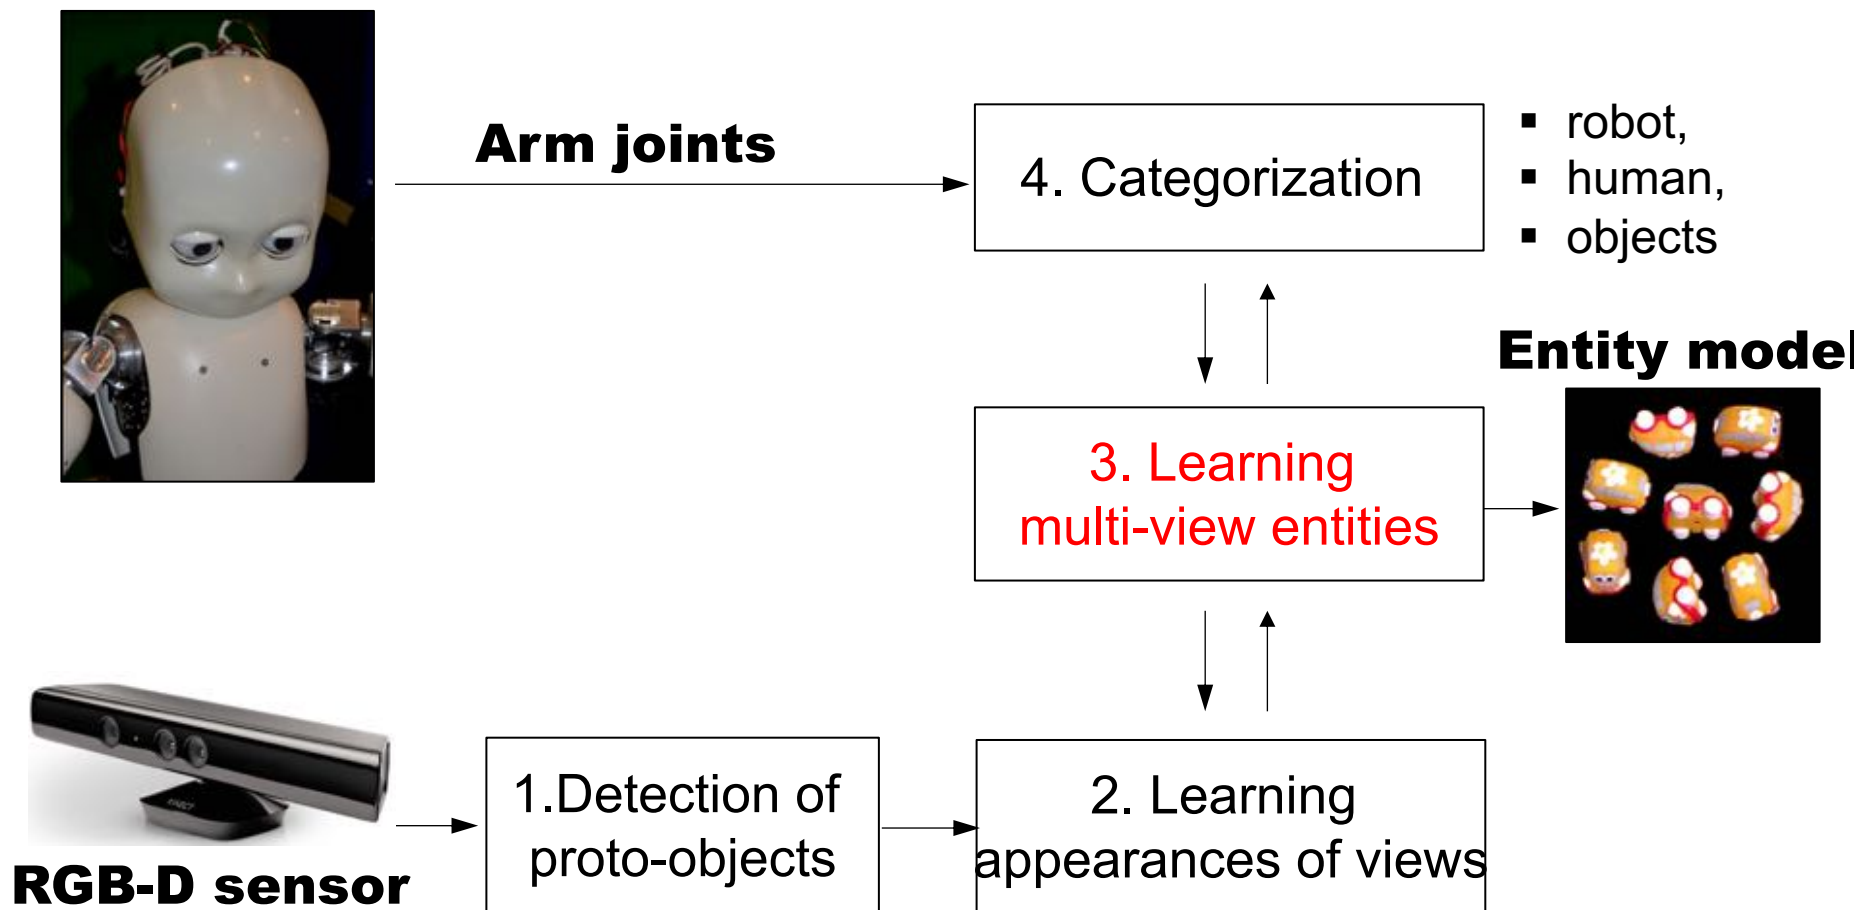 Arm joints
4. Categorization
▪ robot,
▪ human,
▪ objects
Entity model
3. Learning
multi-view entities
1.Detection of
proto-objects
2. Learning
appearances of views
RGB-D sensor